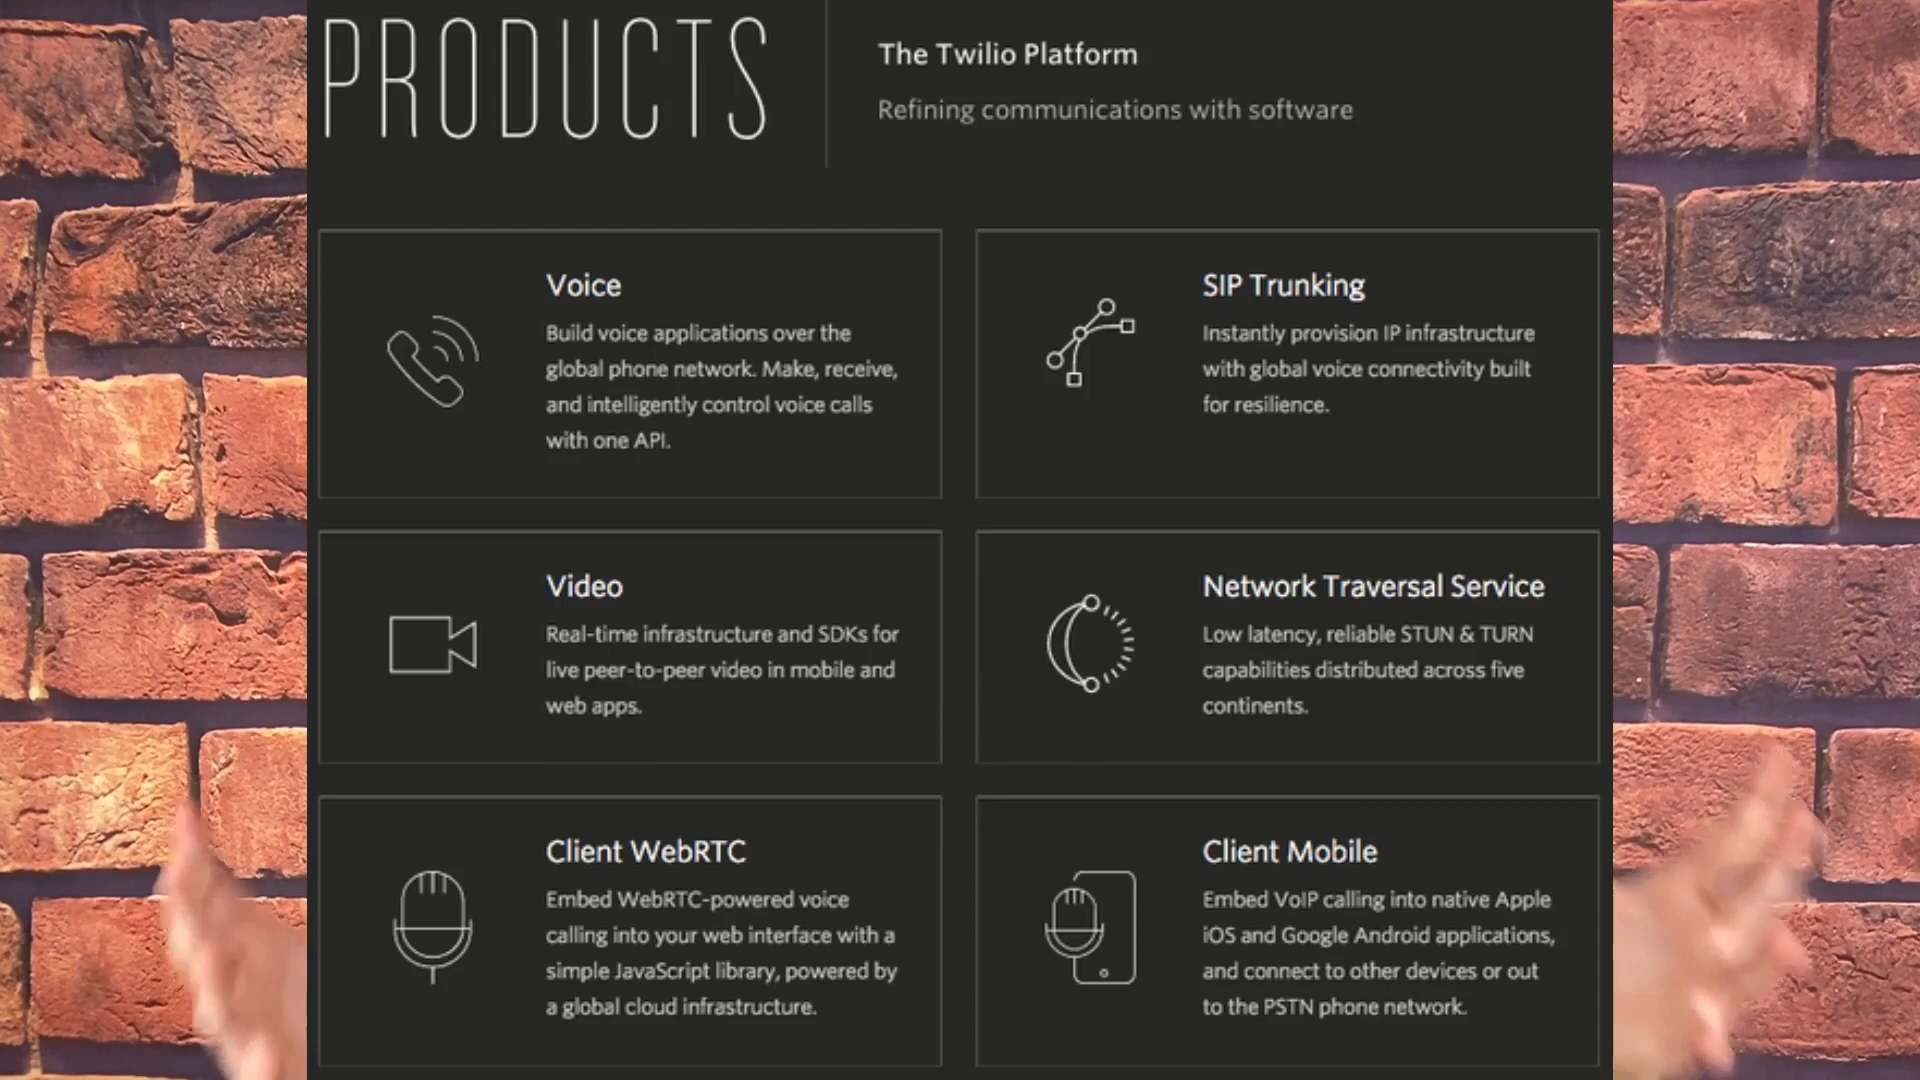 PRODUCTS
The Twilio Platform
Refining communications with software
Voice
Build voice applications over the
global phone network. Make, receive,
and intelligently control voice calls
with one API.
SIP Trunking
Instantly provision IP infrastructure
with global voice connectivity built
for resilience.
Video
Real-time infrastructure and SDKs for
live peer-to-peer video in mobile and
web apps.
Network Traversal Service
Low latency, reliable STUN & TURN
capabilities distributed across five
continents.
Client WebRTC
Embed WebRTC-powered voice
calling into your web interface with a
simple JavaScript library, powered by
a global cloud infrastructure.
Client Mobile
Embed VoIP calling into native Apple
iOS and Google Android applications,
and connect to other devices or out
to the PSTN phone network.